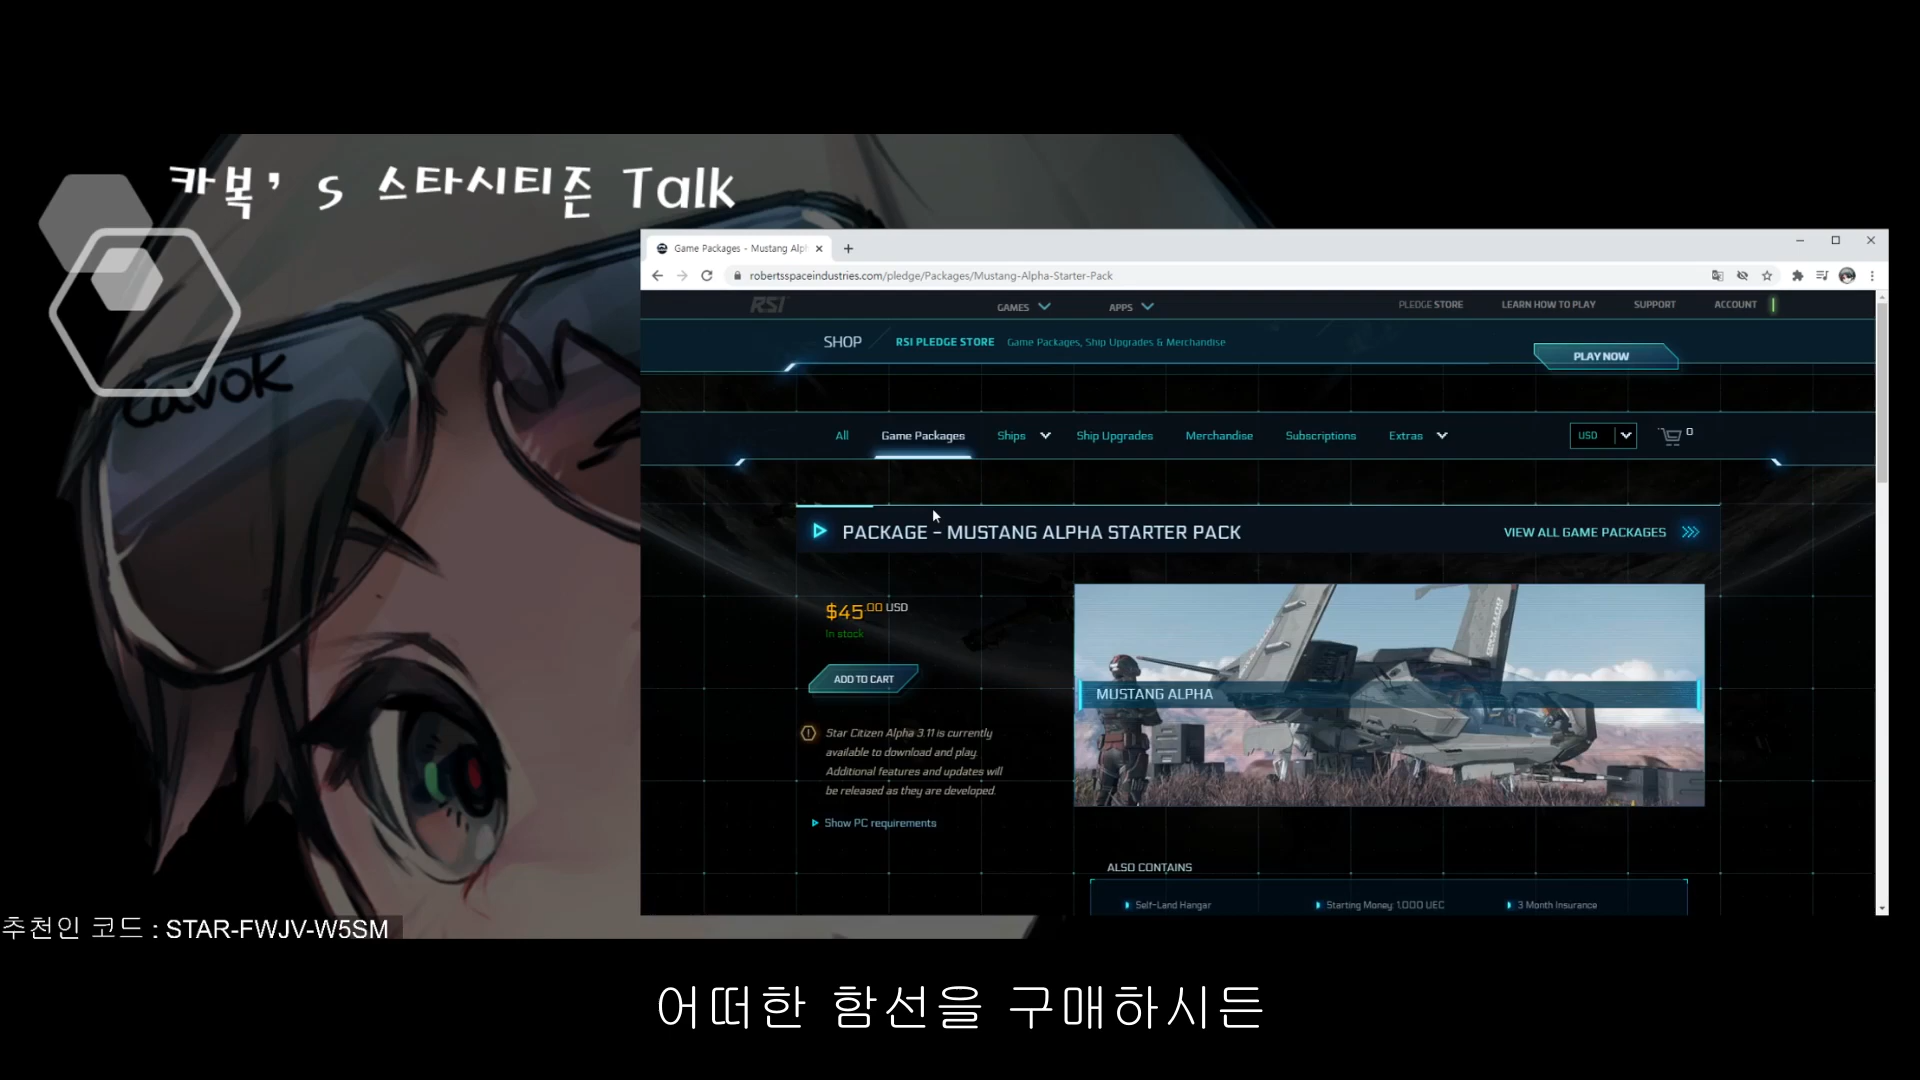 카복's 스타시티즌 Talk
cavok
Game Packages - Mustang Alp
robertsspaceindustries.com/pledge/Packages/Mustang-Alpha-Starter-Pack
RSI
GAMES
APPS
PLEDGE STORE
LEARN HOW TO PLAY
SUPPORT
ACCOUNT
SHOP
RSI PLEDGE STORE
Game Packages, Ship Upgrades & Merchandise
PLAY NOW
All
Game Packages
Ships
Ship Upgrades
Merchandise
Subscriptions
Extras
USD
0
PACKAGE - MUSTANG ALPHA STARTER PACK
VIEW ALL GAME PACKAGES
$45.00 USD
In stock
ADD TO CART
MUSTANG ALPHA
Star Citizen Alpha 3.11 is currently
available to download and play.
Additional features and updates will
be released as they are developed.
Show PC requirements
ALSO CONTAINS
Self-Land Hangar
Starting Money: 1,000 UEC
3 Month Insurance
추천인 코드 : STAR-FWJV-W5SM
어떠한 함선을 구매하시든